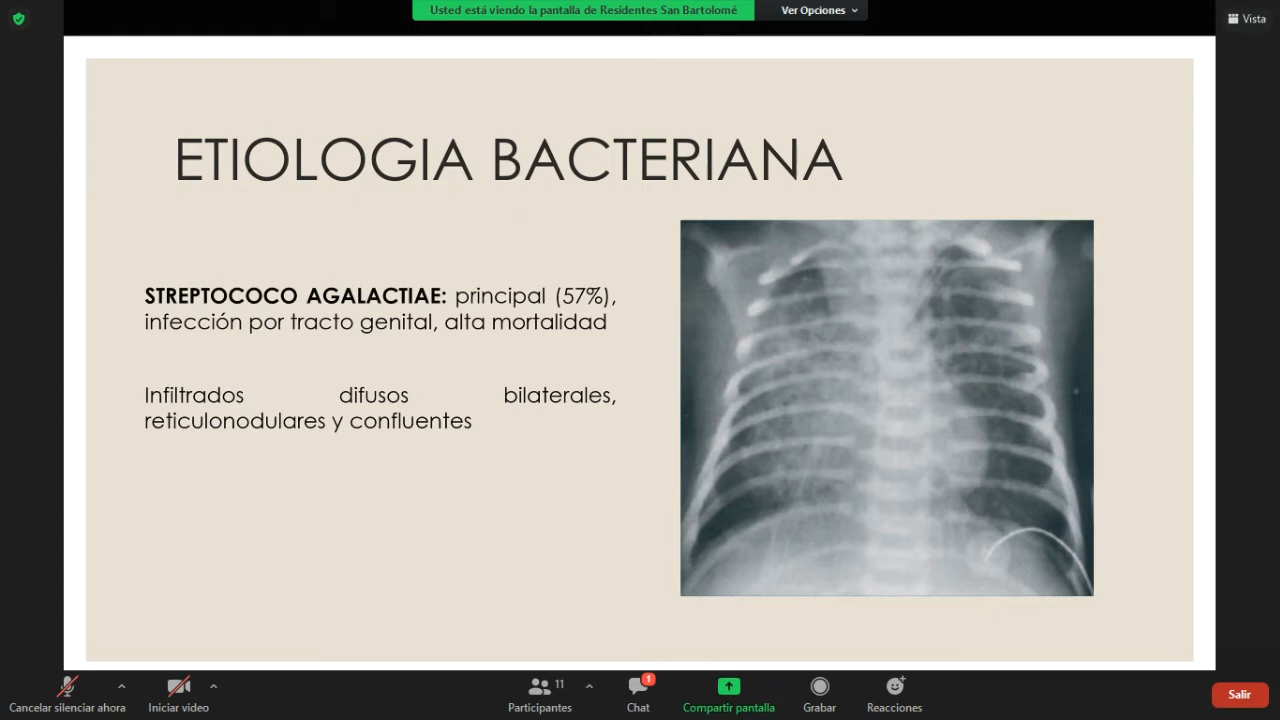 Usted está viendo la pantalla de Residentes San Bartolomé
Ver Opciones
Vista
ETIOLOGIA BACTERIANA
STREPTOCOCO AGALACTIAE: principal (57%),
infección por tracto genital, alta mortalidad
Infiltrados difusos bilaterales,
reticulonodulares y confluentes
Cancelar silenciar ahora
Iniciar video
Participantes
11
Chat
1
Compartir pantalla
Grabar
Reacciones
Salir